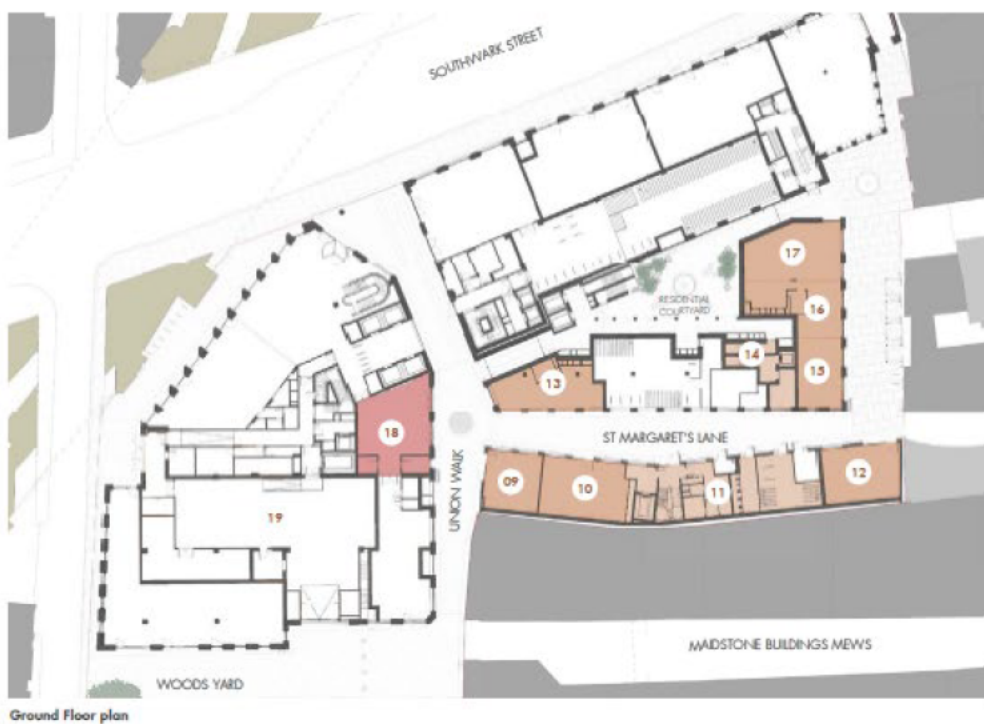 SOUTHWARK STREET
17
RESIDENTIAL
COURTYARD
16
14
15
13
18
ST MARGARET'S LANE
UNION WALK
09
10
11
12
19
MAIDSTONE BUILDINGS MEWS
WOODS YARD
Ground Floor plan